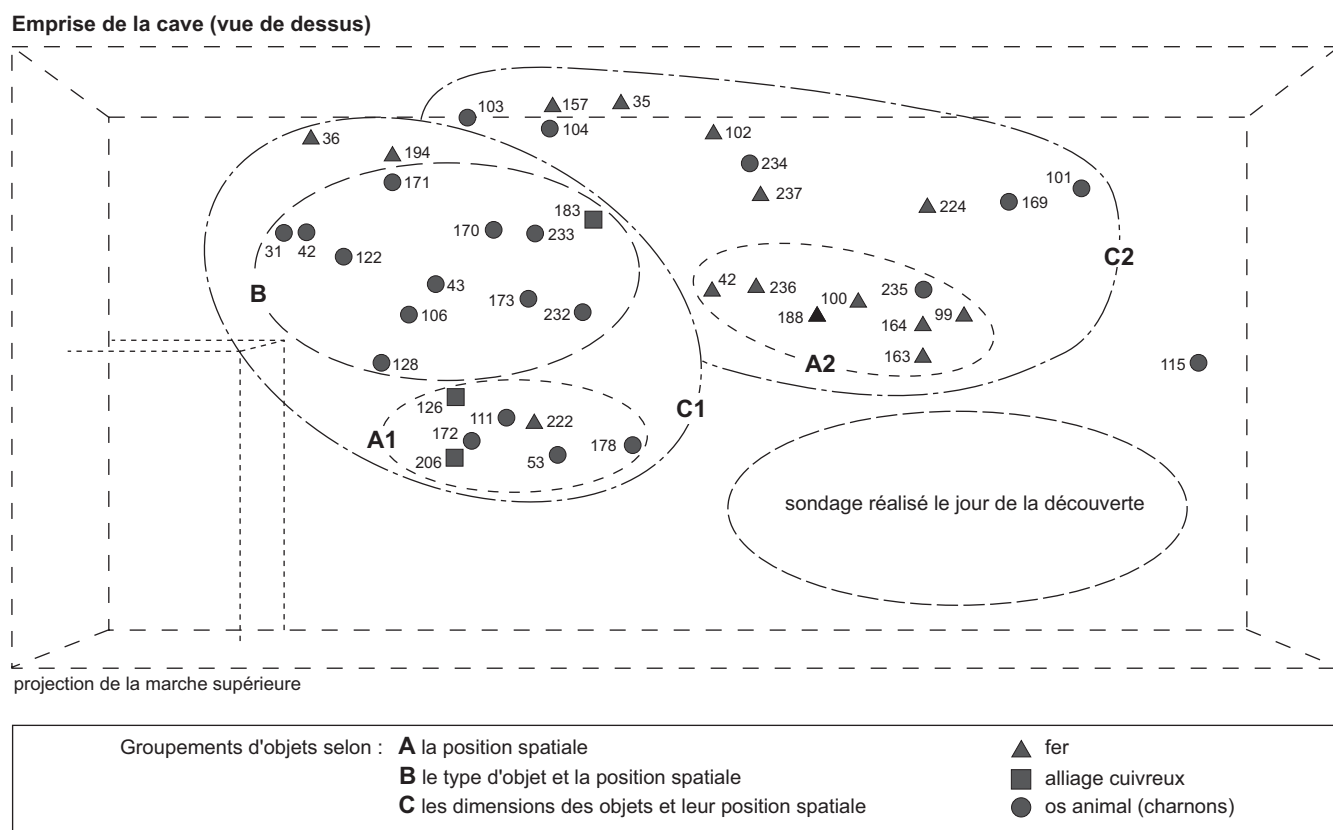 Emprise de la cave (vue de dessus)
103
157
35
36
104
102
194
234
171
101
237
183
224
169
170
233
31
42
122
C2
B
43
42
236
235
173
100
106
232
188
164
99
128
A2
163
115
126
C1
111
222
A1
172
178
206
53
sondage réalisé le jour de la découverte
projection de la marche supérieure
Groupements d'objets selon : A la position spatiale
B le type d'objet et la position spatiale
C les dimensions des objets et leur position spatiale
fer
alliage cuivreux
os animal (charnons)